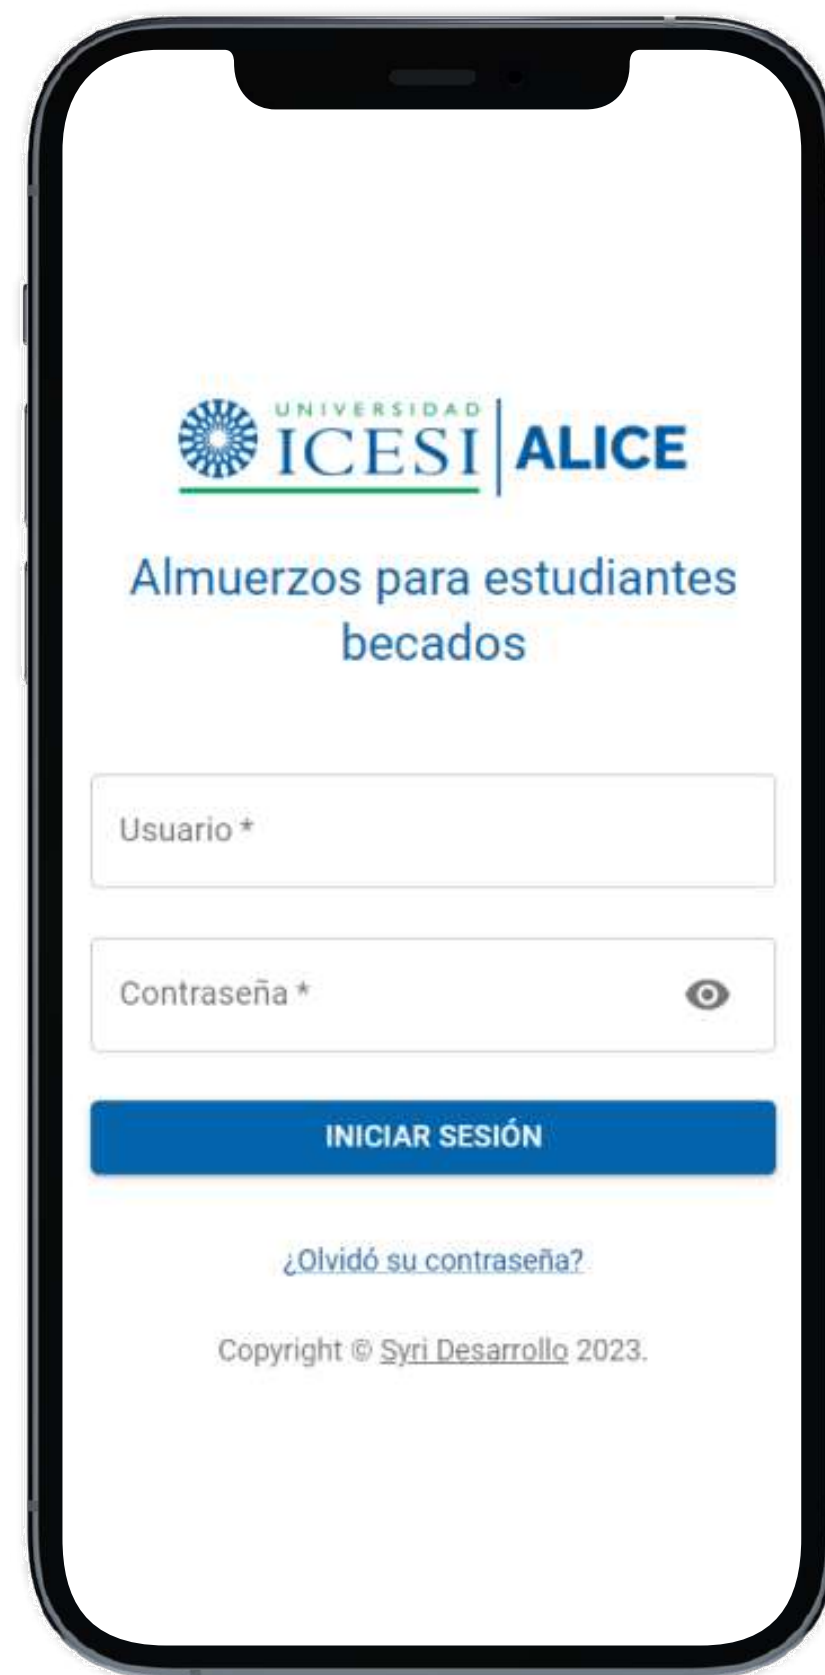 UNIVERSIDAD
ICESI
ALICE
Almuerzos para estudiantes
becados
Usuario *
Contraseña *
INICIAR SESIÓN
¿Olvidó su contraseña?
Copyright © Syri Desarrollo 2023.